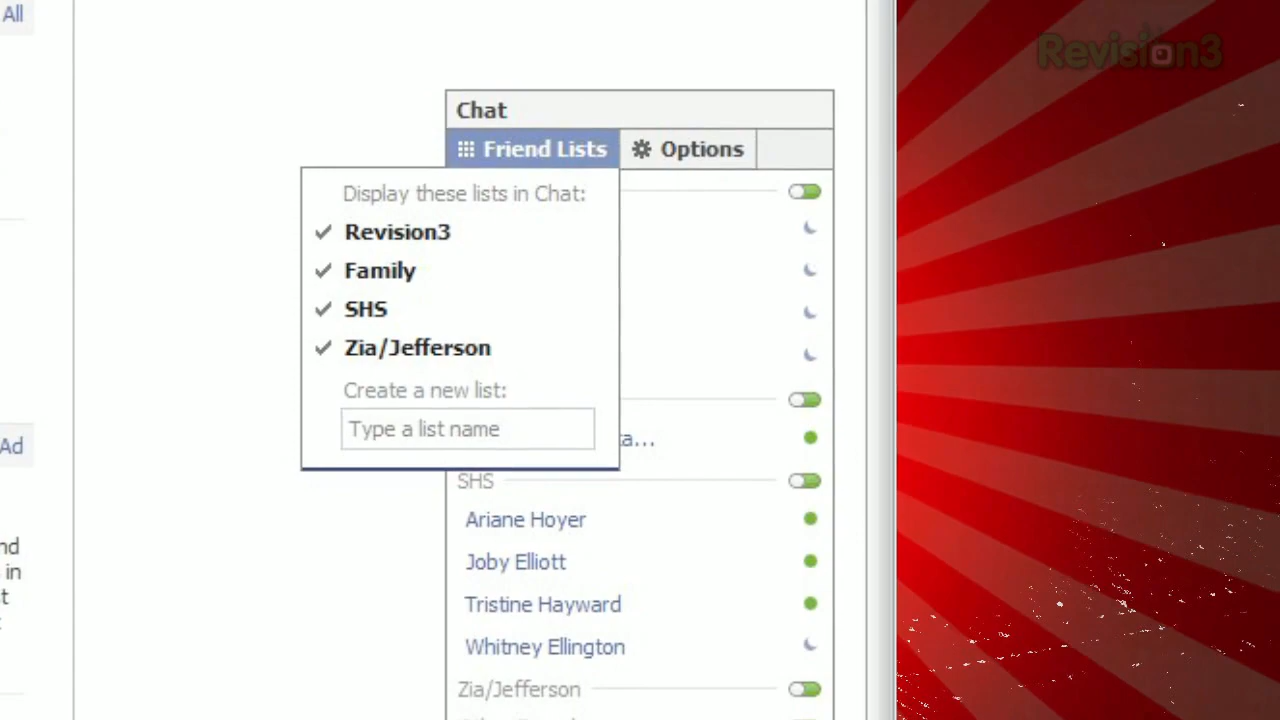 All
Revision3
Chat
Friend Lists
Options
Display these lists in Chat:
Revision3
Family
SHS
Zia/Jefferson
Create a new list:
Type a list name
Ad
SHS
Ariane Hoyer
Joby Elliott
in
Tristine Hayward
Whitney Ellington
Zia/Jefferson